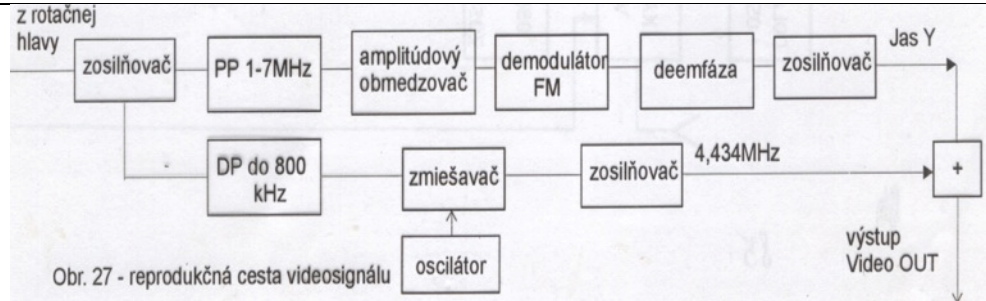 z rotačnej
hlavy
zosilňovač
PP 1-7MHz
amplitúdový
obmedzovač
demodulátor
FM
deemfáza
zosilňovač
Jas Y
DP do 800
kHz
zmiešavač
zosilňovač
4,434MHz
+
oscilátor
výstup
Video OUT
Obr. 27 - reprodukčná cesta videosignálu